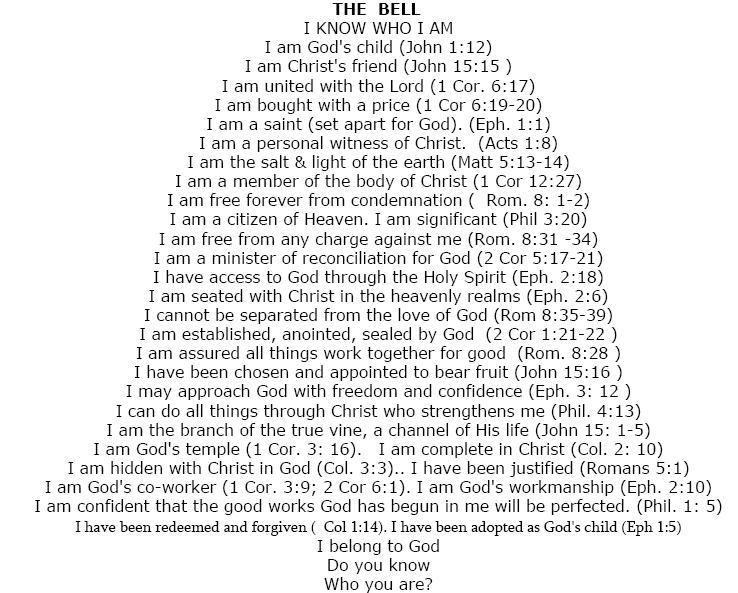 THE  BELL
I KNOW WHO I AM
I am God's child (John 1:12)
I am Christ's friend (John 15:15 )
I am united with the Lord (1 Cor. 6:17)
I am bought with a price (1 Cor 6:19-20)
I am a saint (set apart for God). (Eph. 1:1)
I am a personal witness of Christ.  (Acts 1:8)
I am the salt & light of the earth (Matt 5:13-14)
I am a member of the body of Christ (1 Cor 12:27)
I am free forever from condemnation (  Rom. 8: 1-2)
I am a citizen of Heaven. I am significant (Phil 3:20)
I am free from any charge against me (Rom. 8:31 -34)
I am a minister of reconciliation for God (2 Cor 5:17-21)
I have access to God through the Holy Spirit (Eph. 2:18)
I am seated with Christ in the heavenly realms (Eph. 2:6)
I cannot be separated from the love of God (Rom 8:35-39)
I am established, anointed, sealed by God  (2 Cor 1:21-22 )
I am assured all things work together for good  (Rom. 8:28 )
I have been chosen and appointed to bear fruit (John 15:16 )
I may approach God with freedom and confidence (Eph. 3: 12 )
I can do all things through Christ who strengthens me (Phil. 4:13)
I am the branch of the true vine, a channel of His life (John 15: 1-5)
I am God's temple (1 Cor. 3: 16).   I am complete in Christ (Col. 2: 10)
I am hidden with Christ in God (Col. 3:3).. I have been justified (Romans 5:1)
I am God's co-worker (1 Cor. 3:9; 2 Cor 6:1). I am God's workmanship (Eph. 2:10)
I am confident that the good works God has begun in me will be perfected. (Phil. 1: 5)
I have been redeemed and forgiven (  Col 1:14). I have been adopted as God's child (Eph 1:5)
I belong to God
Do you know
Who you are?